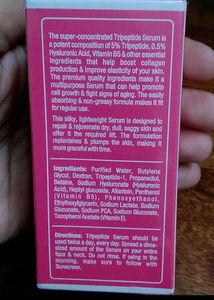 The super-concentrated Tripeptide Serum is
a potent composition of 5% Tripeptide, 0.5%
Hyaluronic Acid, Vitamin B5 & other essential
ingredients that help boost collagen
production & improve elasticity of your skin.
The premium quality ingredients make it a
multipurpose Serum that can help promote
cell growth & fight signs of aging. The easily
absorbing & non-greasy formula makes it fit
for regular use.
This silky, lightweight Serum is designed to
repair & rejuvenate dry, dull, saggy skin and
offer it the required lift. The formulation
replenishes & plumps the skin, making it
more graceful with time.
Ingredients: Purified Water, Butylene
Glycol, Dextran, Tripeptide-1, Propanediol,
Betaine, Sodium Hyaluronate (Hyaluronic
Acid), Heptyl glucoside, Allantoin, Panthenol
(Vitamin B5), Phenoxyethanol,
Ethylhexylglycerin, Sodium Lactate, Sodium
Gluconate, Sodium PCA, Sodium Gluconate,
Tocopherol Acetate (Vitamin E).
Directions: Tripeptide Serum should be
used twice a day, every day. Spread a dime-
sized amount of the Serum on your entire
face & neck. Do not rinse. If using in the
morning, make sure to follow with
Sunscreen.